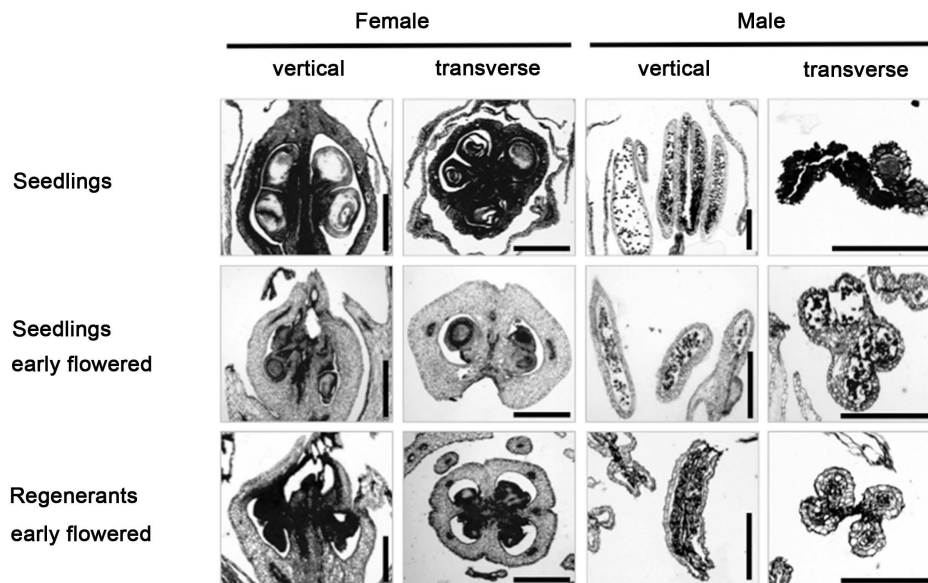 Female Male
vertical transverse vertical transverse
Seedlings
Seedlings
early flowered
Regenerants
early flowered